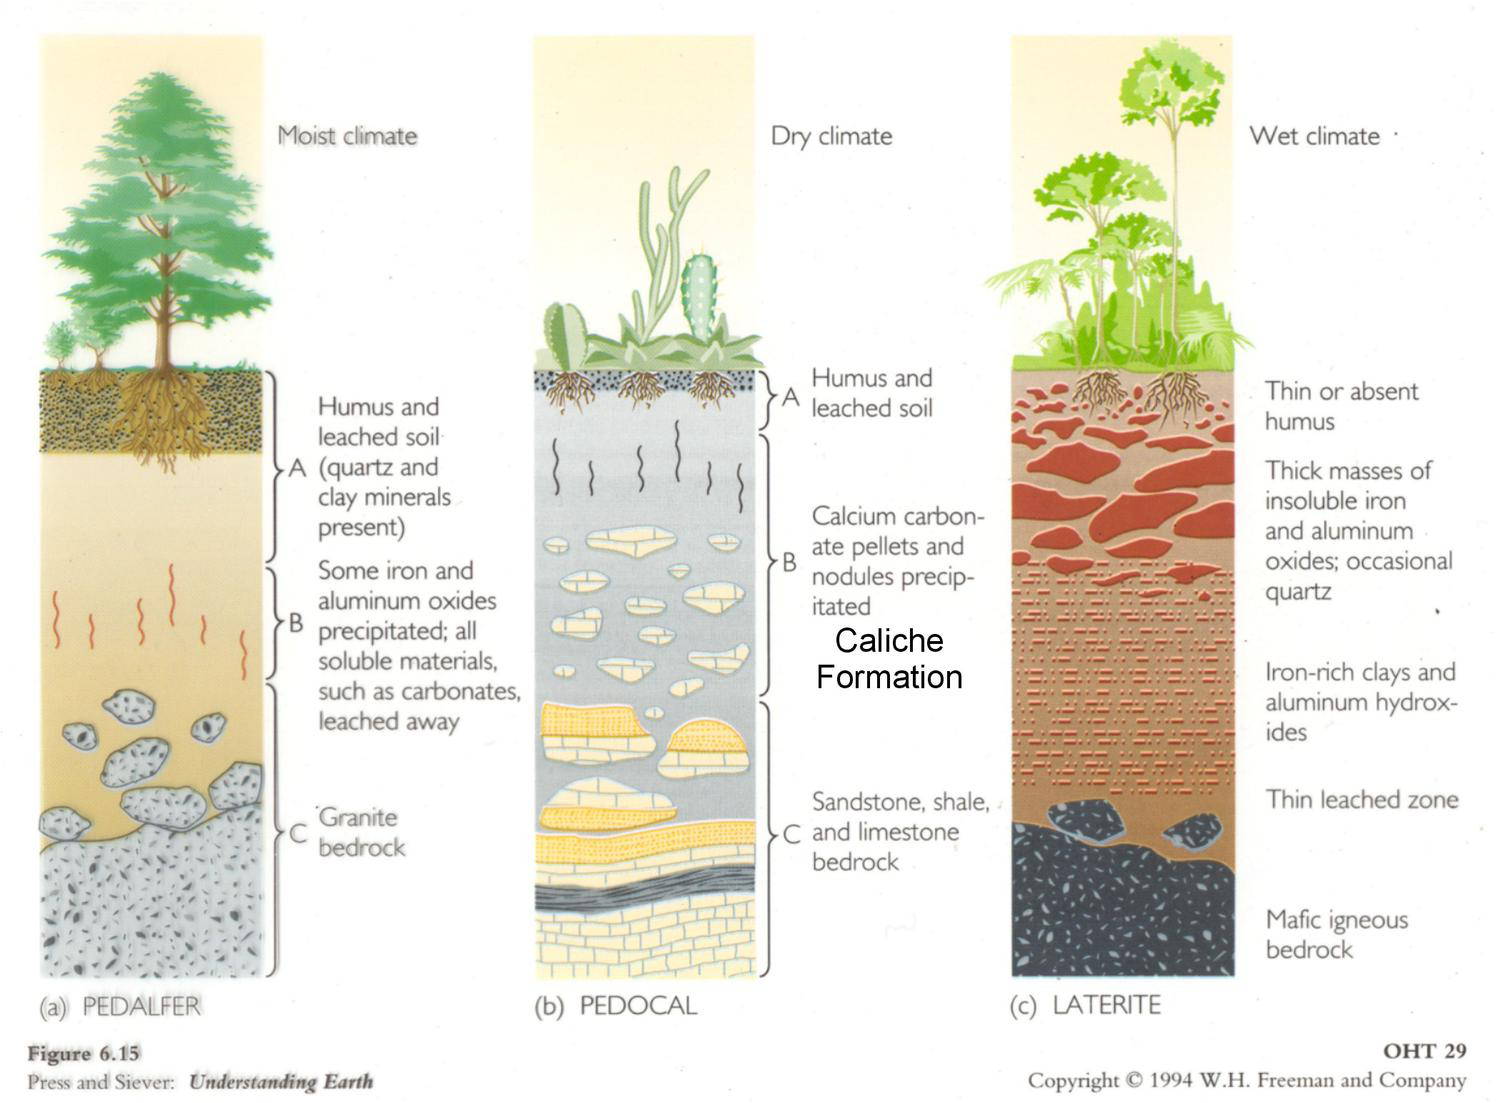 Moist climate
Humus and
leached soil
A (quartz and
clay minerals
present)
Some iron and
aluminum oxides
B precipitated; all
soluble materials,
such as carbonates,
leached away
C Granite
bedrock
(a) PEDALFER
Dry climate
A Humus and
leached soil
Calcium carbon-
ate pellets and
B nodules precip-
itated
Caliche
Formation
Sandstone, shale,
C and limestone
bedrock
(b) PEDOCAL
Wet climate
Thin or absent
humus
Thick masses of
insoluble iron
and aluminum
oxides; occasional
quartz
Iron-rich clays and
aluminum hydrox-
ides
Thin leached zone
Mafic igneous
bedrock
(c) LATERITE
Figure 6.15
Press and Siever: Understanding Earth
OHT 29
Copyright © 1994 W.H. Freeman and Company